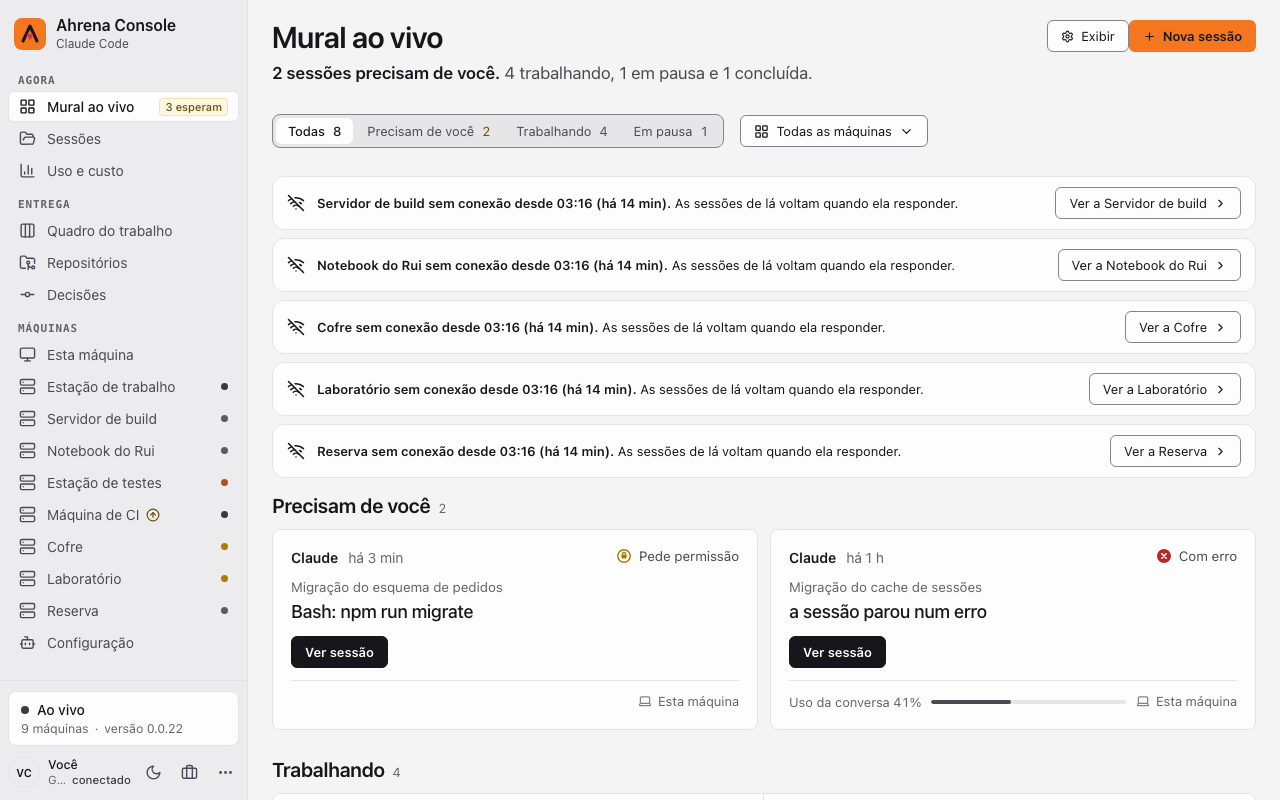 Ahrena Console
Claude Code
AGORA
Mural ao vivo 3 esperam
Sessões
Uso e custo
ENTREGA
Quadro do trabalho
Repositórios
Decisões
MÁQUINAS
Esta máquina
Estação de trabalho
Servidor de build
Notebook do Rui
Estação de testes
Máquina de CI
Cofre
Laboratório
Reserva
Configuração
Ao vivo
9 máquinas · versão 0.0.22
VC
Você
G... conectado
Mural ao vivo
Exibir
Nova sessão
2 sessões precisam de você. 4 trabalhando, 1 em pausa e 1 concluída.
Todas 8 Precisam de você 2 Trabalhando 4 Em pausa 1
Todas as máquinas
Servidor de build sem conexão desde 03:16 (há 14 min). As sessões de lá voltam quando ela responder.
Ver a Servidor de build
Notebook do Rui sem conexão desde 03:16 (há 14 min). As sessões de lá voltam quando ela responder.
Ver a Notebook do Rui
Cofre sem conexão desde 03:16 (há 14 min). As sessões de lá voltam quando ela responder.
Ver a Cofre
Laboratório sem conexão desde 03:16 (há 14 min). As sessões de lá voltam quando ela responder.
Ver a Laboratório
Reserva sem conexão desde 03:16 (há 14 min). As sessões de lá voltam quando ela responder.
Ver a Reserva
Precisam de você 2
Claude há 3 min Pede permissão
Migração do esquema de pedidos
Bash: npm run migrate
Ver sessão
Esta máquina
Claude há 1 h Com erro
Migração do cache de sessões
a sessão parou num erro
Ver sessão
Uso da conversa 41% Esta máquina
Trabalhando 4